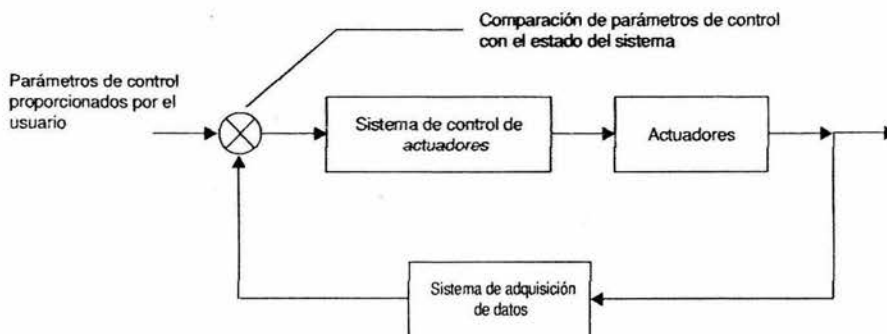 Comparación de parámetros de control
con el estado del sistema
Parámetros de control
proporcionados por el
usuario
Sistema de control de
actuadores
Actuadores
Sistema de adquisición
de datos